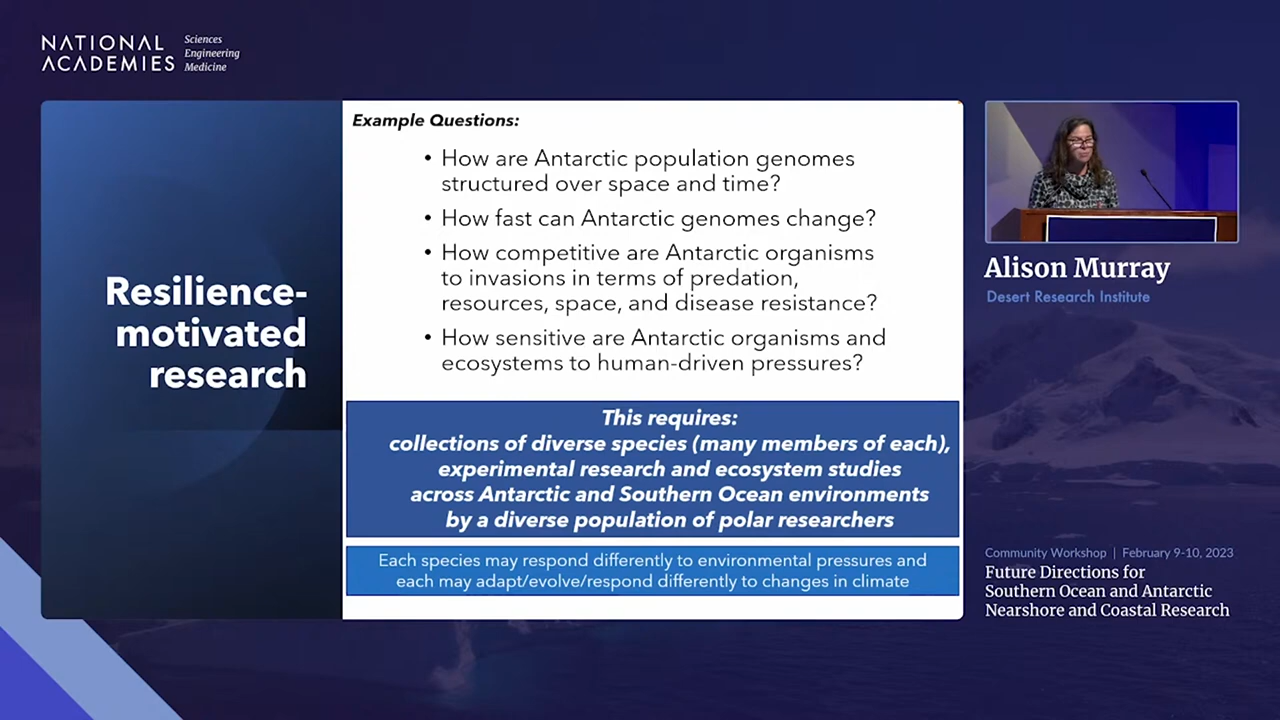 NATIONAL
ACADEMIES
Sciences
Engineering
Medicine
Resilience-
motivated
research
Example Questions:
• How are Antarctic population genomes
structured over space and time?
• How fast can Antarctic genomes change?
• How competitive are Antarctic organisms
to invasions in terms of predation,
resources, space, and disease resistance?
• How sensitive are Antarctic organisms and
ecosystems to human-driven pressures?
This requires:
collections of diverse species (many members of each),
experimental research and ecosystem studies
across Antarctic and Southern Ocean environments
by a diverse population of polar researchers
Each species may respond differently to environmental pressures and
each may adapt/evolve/respond differently to changes in climate
Alison Murray
Desert Research Institute
Community Workshop | February 9-10, 2023
Future Directions for
Southern Ocean and Antarctic
Nearshore and Coastal Research